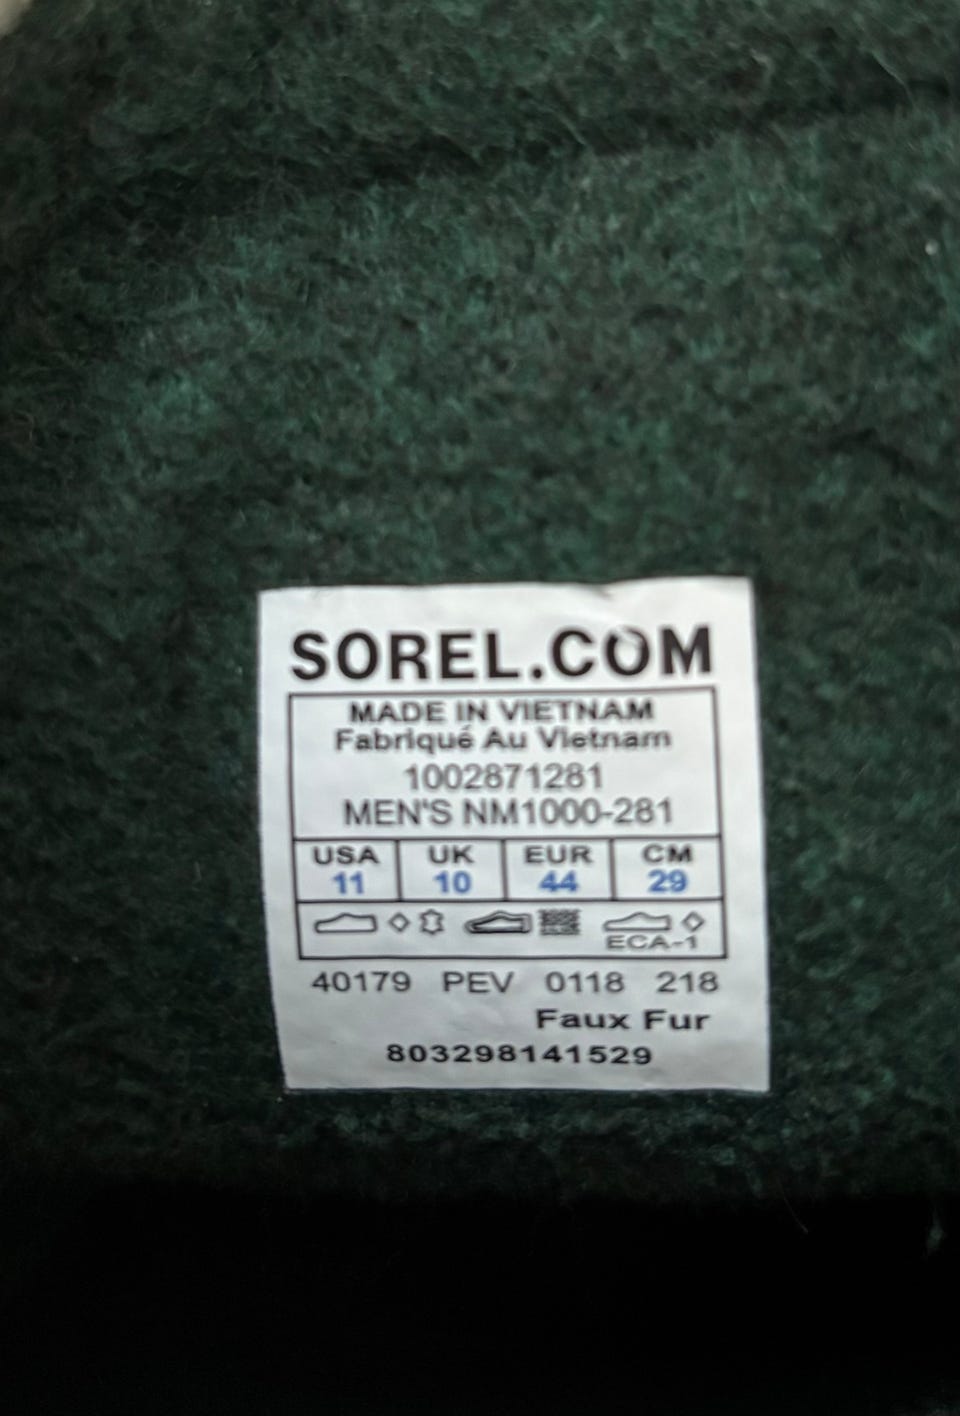 SOREL.COM
MADE IN VIETNAM
Fabriqué Au Vietnam
1002871281
MEN'S NM1000-281
USA UK EUR CM
11 10 44 29
ECA-1
40179 PEV 0118 218
Faux Fur
803298141529